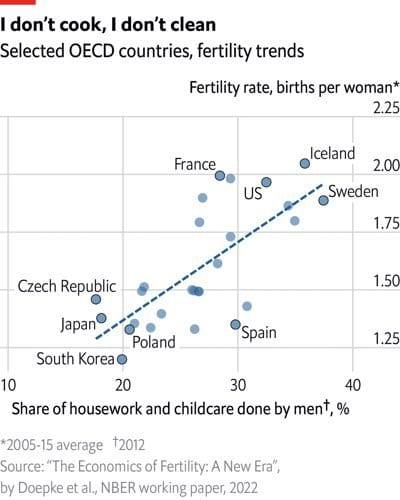 I don't cook, I don't clean
Selected OECD countries, fertility trends
Fertility rate, births per woman*
2.25
Iceland
France
2.00
US
Sweden
1.75
Czech Republic
1.50
Japan
Poland
Spain
1.25
South Korea
10 20 30 40
Share of housework and childcare done by men†, %
*2005-15 average †2012
Source: "The Economics of Fertility: A New Era",
by Doepke et al., NBER working paper, 2022